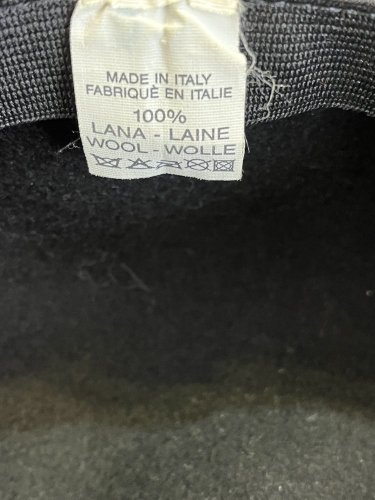 MADE IN ITALY
FABRIQUÉ EN ITALIE
100%
LANA - LAINE
WOOL - WOLLE